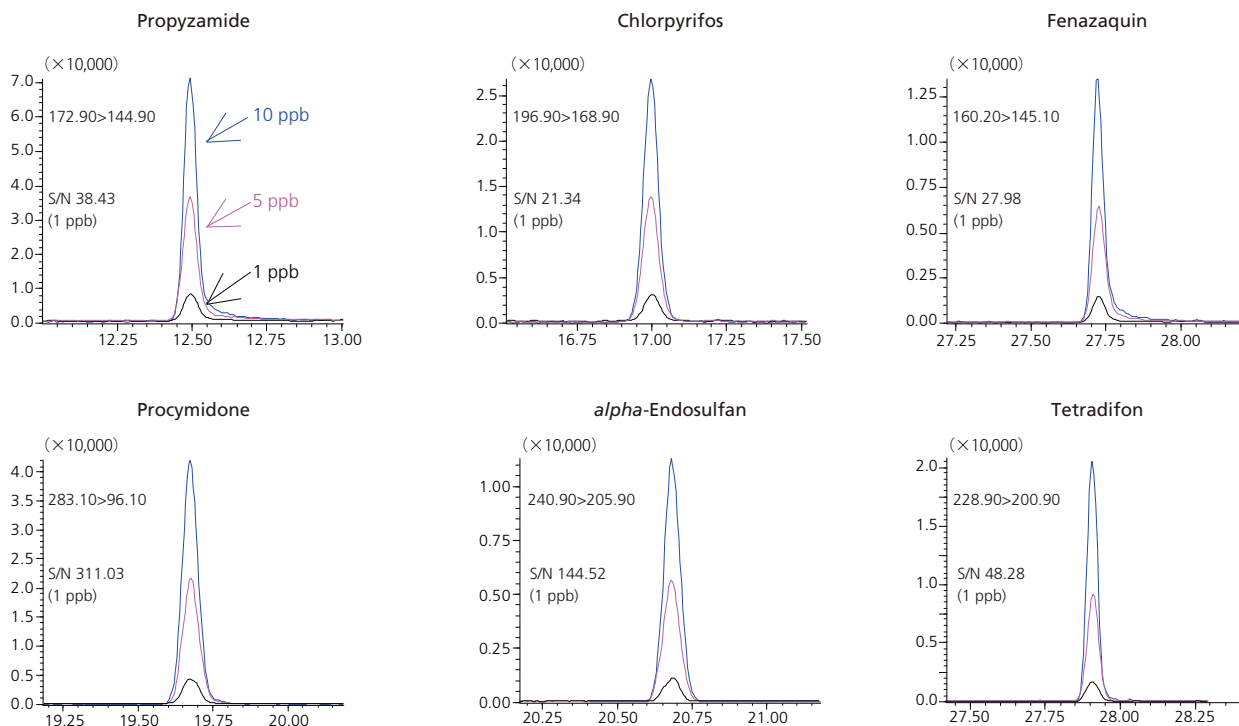 Propyzamide
(×10,000)
7.0
6.0
5.0
4.0
3.0
2.0
1.0
0.0
172.90>144.90
S/N 38.43
(1 ppb)
10 ppb
5 ppb
1 ppb
12.25 12.50 12.75 13.00
Chlorpyrifos
(×10,000)
2.5
2.0
1.5
1.0
0.5
0.0
196.90>168.90
S/N 21.34
(1 ppb)
16.75 17.00 17.25 17.50
Fenazaquin
(×10,000)
1.25
1.00
0.75
0.50
0.25
0.00
160.20>145.10
S/N 27.98
(1 ppb)
27.25 27.50 27.75 28.00
Procymidone
(×10,000)
4.0
3.5
3.0
2.5
2.0
1.5
1.0
0.5
0.0
283.10>96.10
S/N 311.03
(1 ppb)
19.25 19.50 19.75 20.00
alpha-Endosulfan
(×10,000)
1.00
0.75
0.50
0.25
0.00
240.90>205.90
S/N 144.52
(1 ppb)
20.25 20.50 20.75 21.00
Tetradifon
(×10,000)
2.0
1.5
1.0
0.5
0.0
228.90>200.90
S/N 48.28
(1 ppb)
27.50 27.75 28.00 28.25